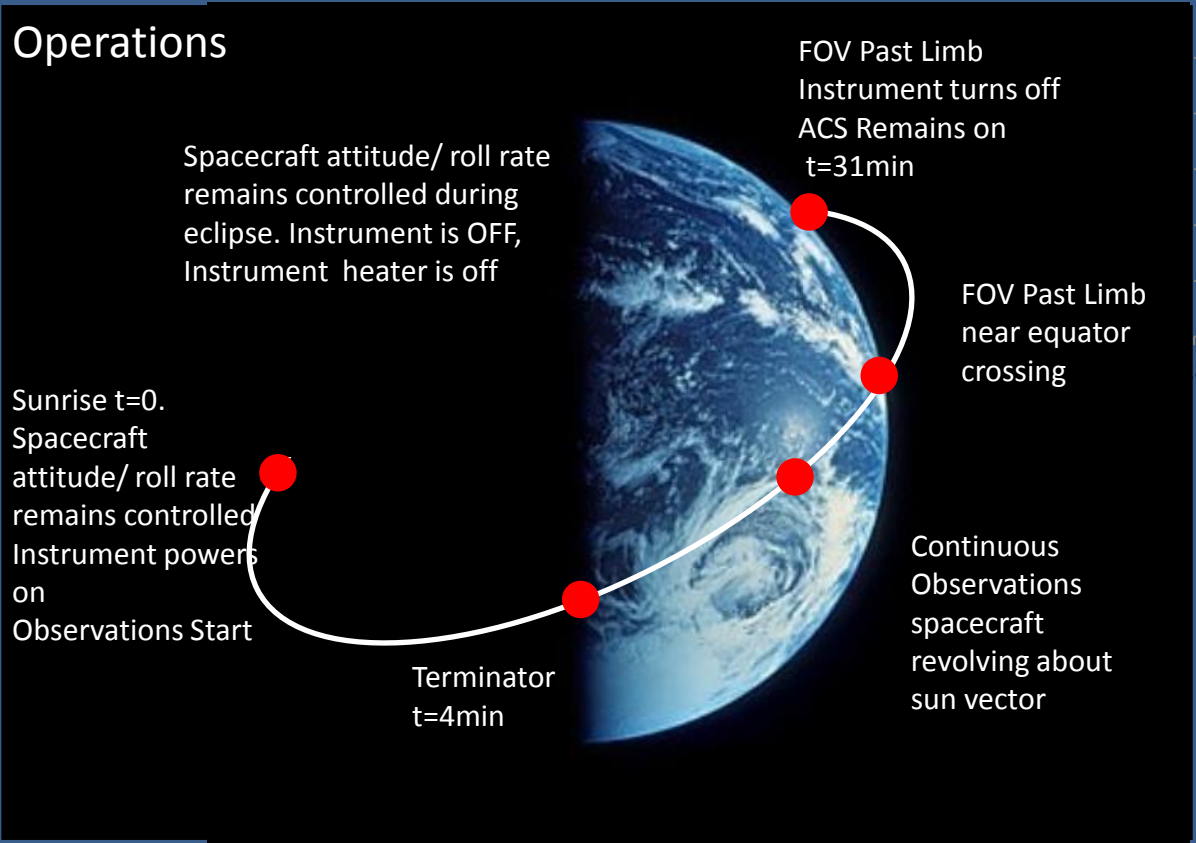 Operations
FOV Past Limb
Instrument turns off
ACS Remains on
t=31min
Spacecraft attitude/ roll rate
remains controlled during
eclipse. Instrument is OFF,
Instrument  heater is off
FOV Past Limb
near equator
crossing
Sunrise t=0.
Spacecraft
attitude/ roll rate
remains controlled
Instrument powers
on
Observations Start
Continuous
Observations
spacecraft
revolving about
sun vector
Terminator
t=4min